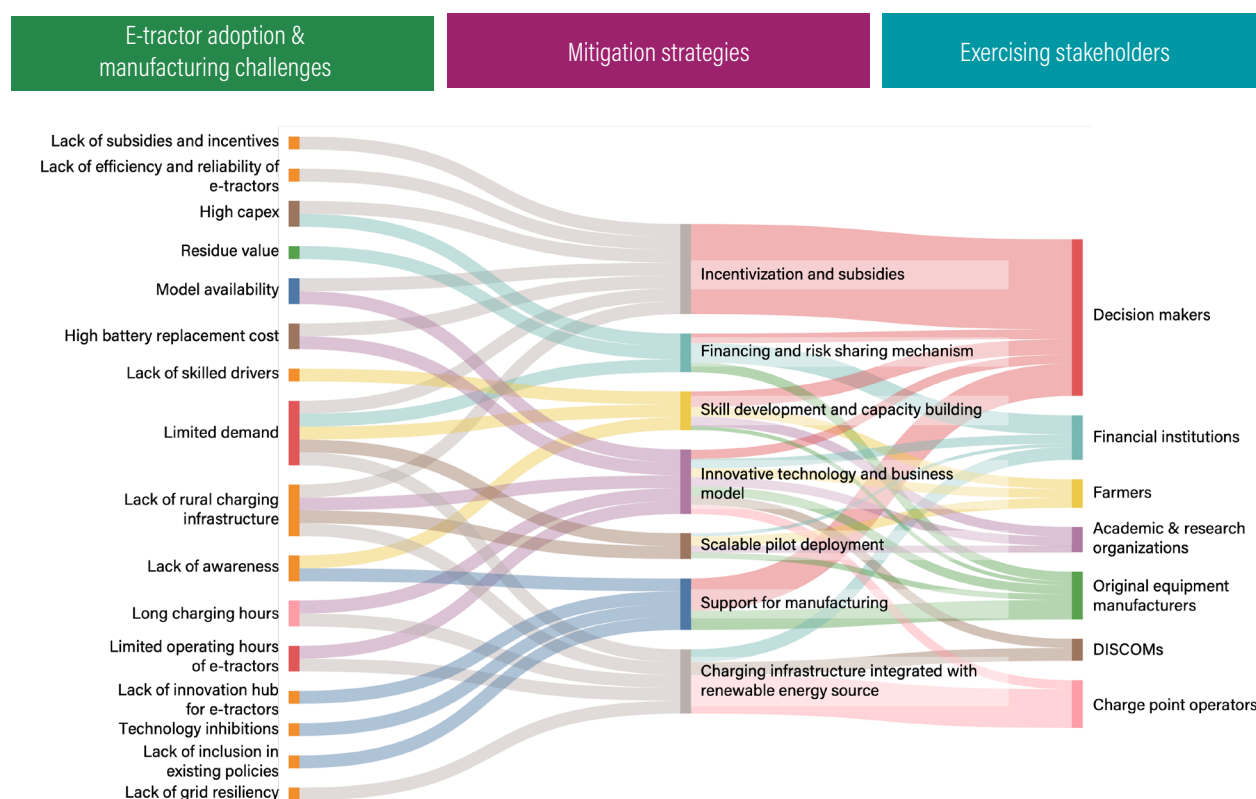 E-tractor adoption &
manufacturing challenges
Mitigation strategies
Exercising stakeholders
Lack of subsidies and incentives
Lack of efficiency and reliability of
e-tractors
High capex
Residue value
Model availability
High battery replacement cost
Lack of skilled drivers
Limited demand
Lack of rural charging
infrastructure
Lack of awareness
Long charging hours
Limited operating hours
of e-tractors
Lack of innovation hub
for e-tractors
Technology inhibitions
Lack of inclusion in
existing policies
Lack of grid resiliency
Incentivization and subsidies
Financing and risk sharing mechanism
Skill development and capacity building
Innovative technology and business
model
Scalable pilot deployment
Support for manufacturing
Charging infrastructure integrated with
renewable energy source
Decision makers
Financial institutions
Farmers
Academic & research
organizations
Original equipment
manufacturers
DISCOMs
Charge point operators